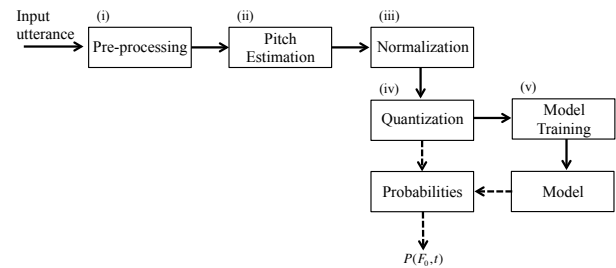 Input
utterance
(i)
Pre-processing
(ii)
Pitch
Estimation
(iii)
Normalization
(iv)
Quantization
(v)
Model
Training
Probabilities
Model
P(F₀,t)